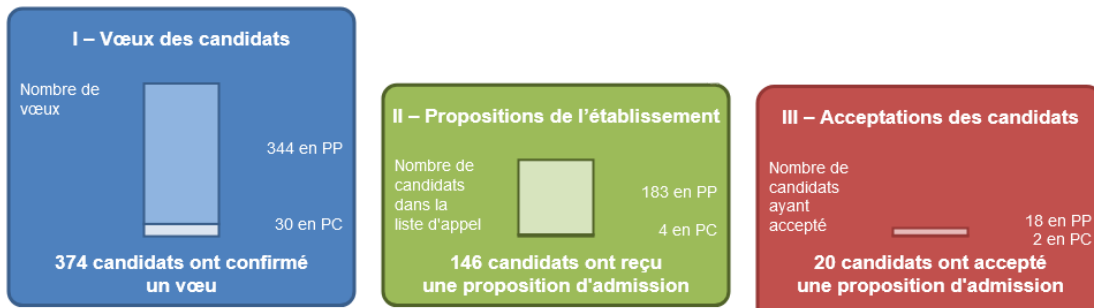 I – Vœux des candidats
Nombre de
vœux
344 en PP
30 en PC
374 candidats ont confirmé
un vœu
II – Propositions de l'établissement
Nombre de
candidats
dans la
liste d'appel
183 en PP
4 en PC
146 candidats ont reçu
une proposition d'admission
III – Acceptations des candidats
Nombre de
candidats
ayant
accepté
18 en PP
2 en PC
20 candidats ont accepté
une proposition d'admission